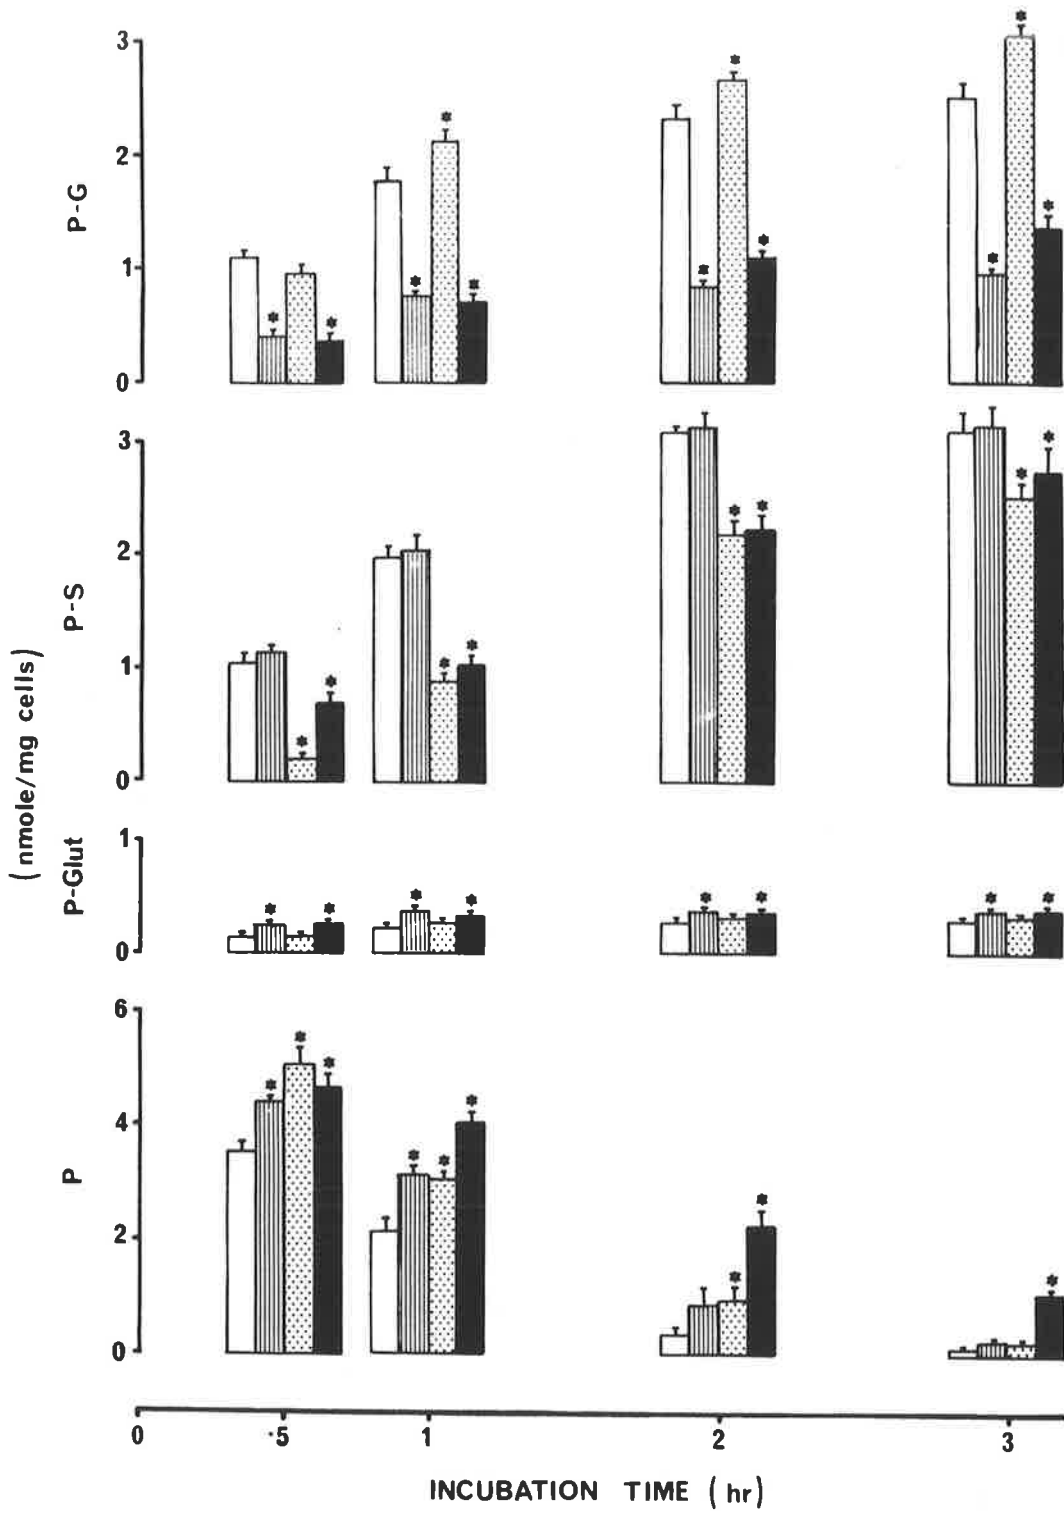 3
2
1
0
P-G
3
2
1
0
P-S
(nmole/mg cells)
1
0
P-Glut
6
4
2
0
P
* * * * * * * * * * *
* * * * * * * *
* * * * * * * *
* * * * * * * * *
0 ·5 1 2 3
INCUBATION TIME (hr)